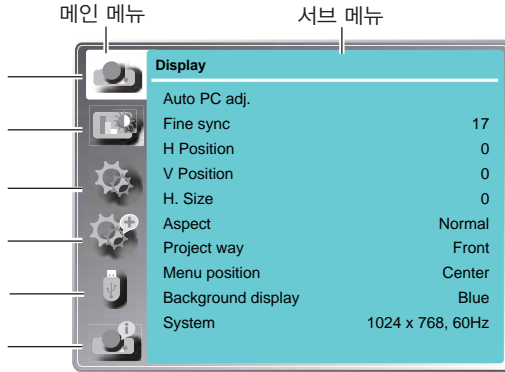 메인 메뉴
서브 메뉴
Display
Auto PC adj.
Fine sync 17
H Position 0
V Position 0
H. Size 0
Aspect Normal
Project way Front
Menu position Center
Background display Blue
System 1024 x 768, 60Hz